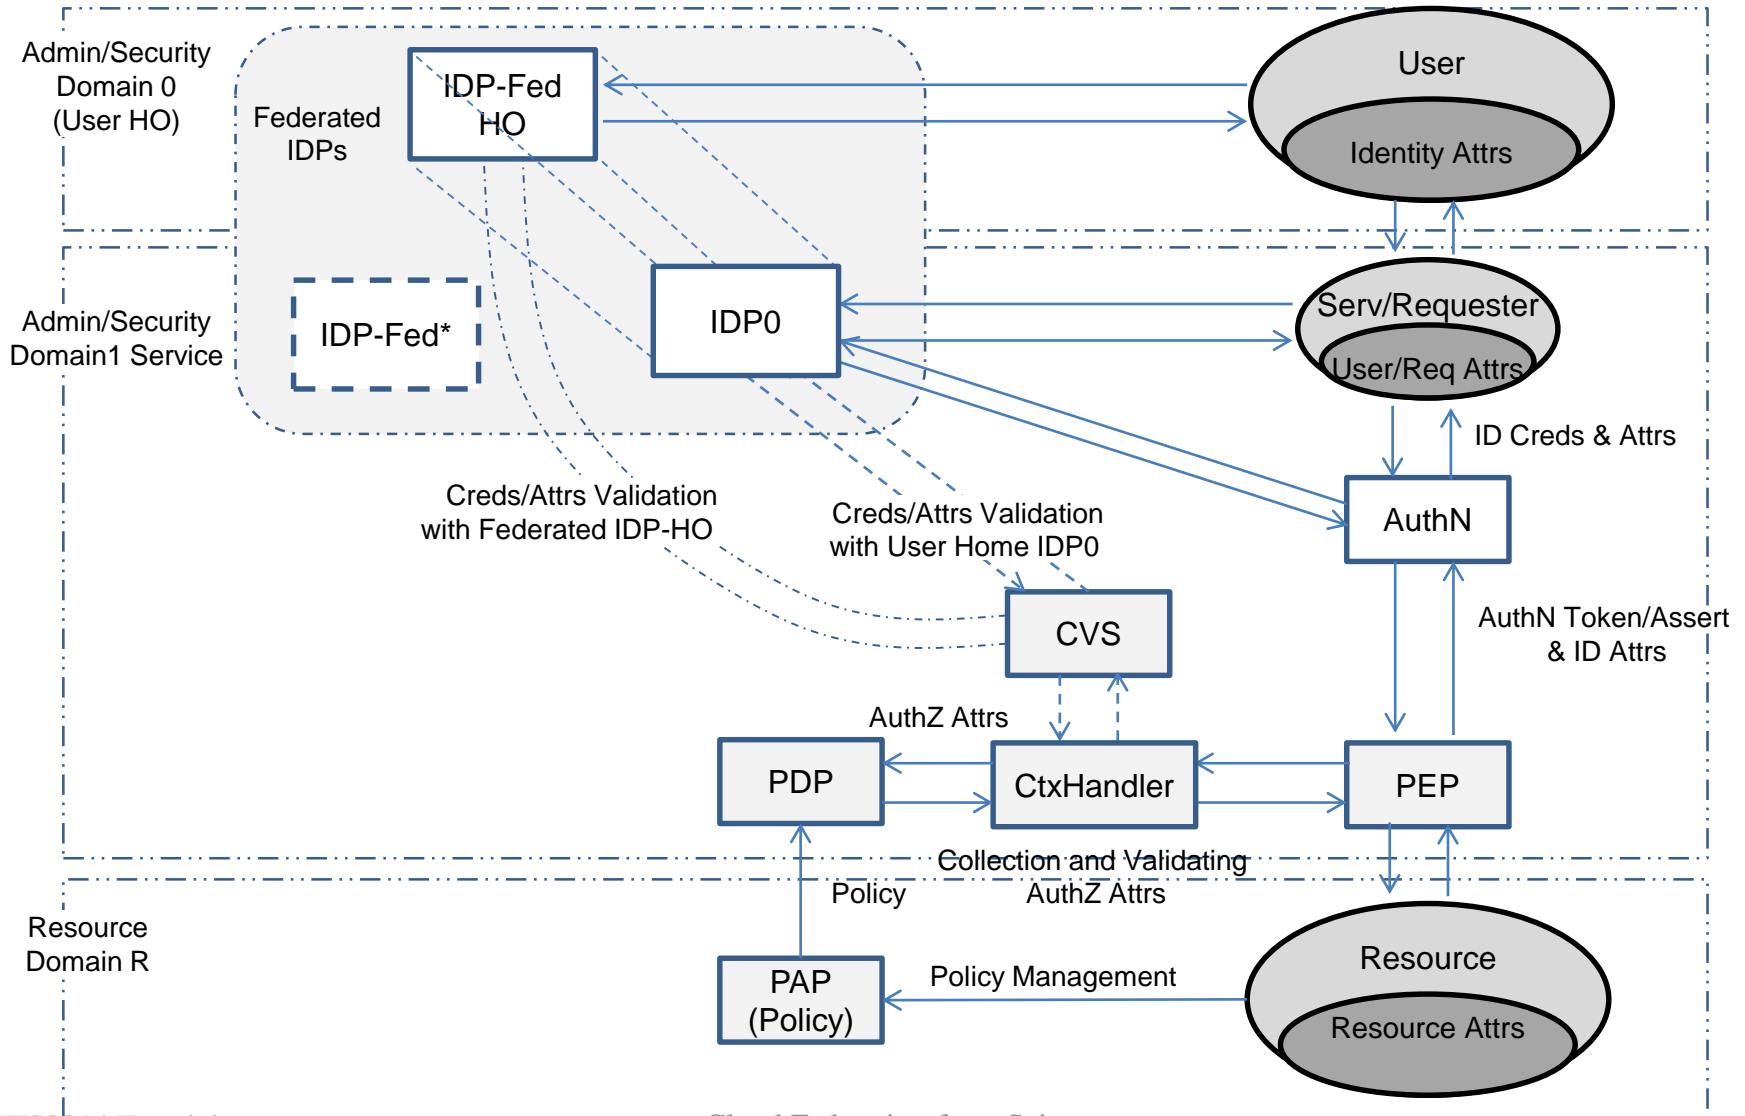 Admin/Security
Domain 0
(User HO)
Federated
IDPs
IDP-Fed
HO
User
Identity Attrs
Admin/Security
Domain1 Service
IDP-Fed*
IDP0
Serv/Requester
User/Req Attrs
ID Creds & Attrs
Creds/Attrs Validation
with Federated IDP-HO
Creds/Attrs Validation
with User Home IDP0
AuthN
CVS
AuthN Token/Assert
& ID Attrs
AuthZ Attrs
PDP
CtxHandler
PEP
Collection and Validating
AuthZ Attrs
Policy
Resource
Domain R
PAP
(Policy)
Policy Management
Resource
Resource Attrs